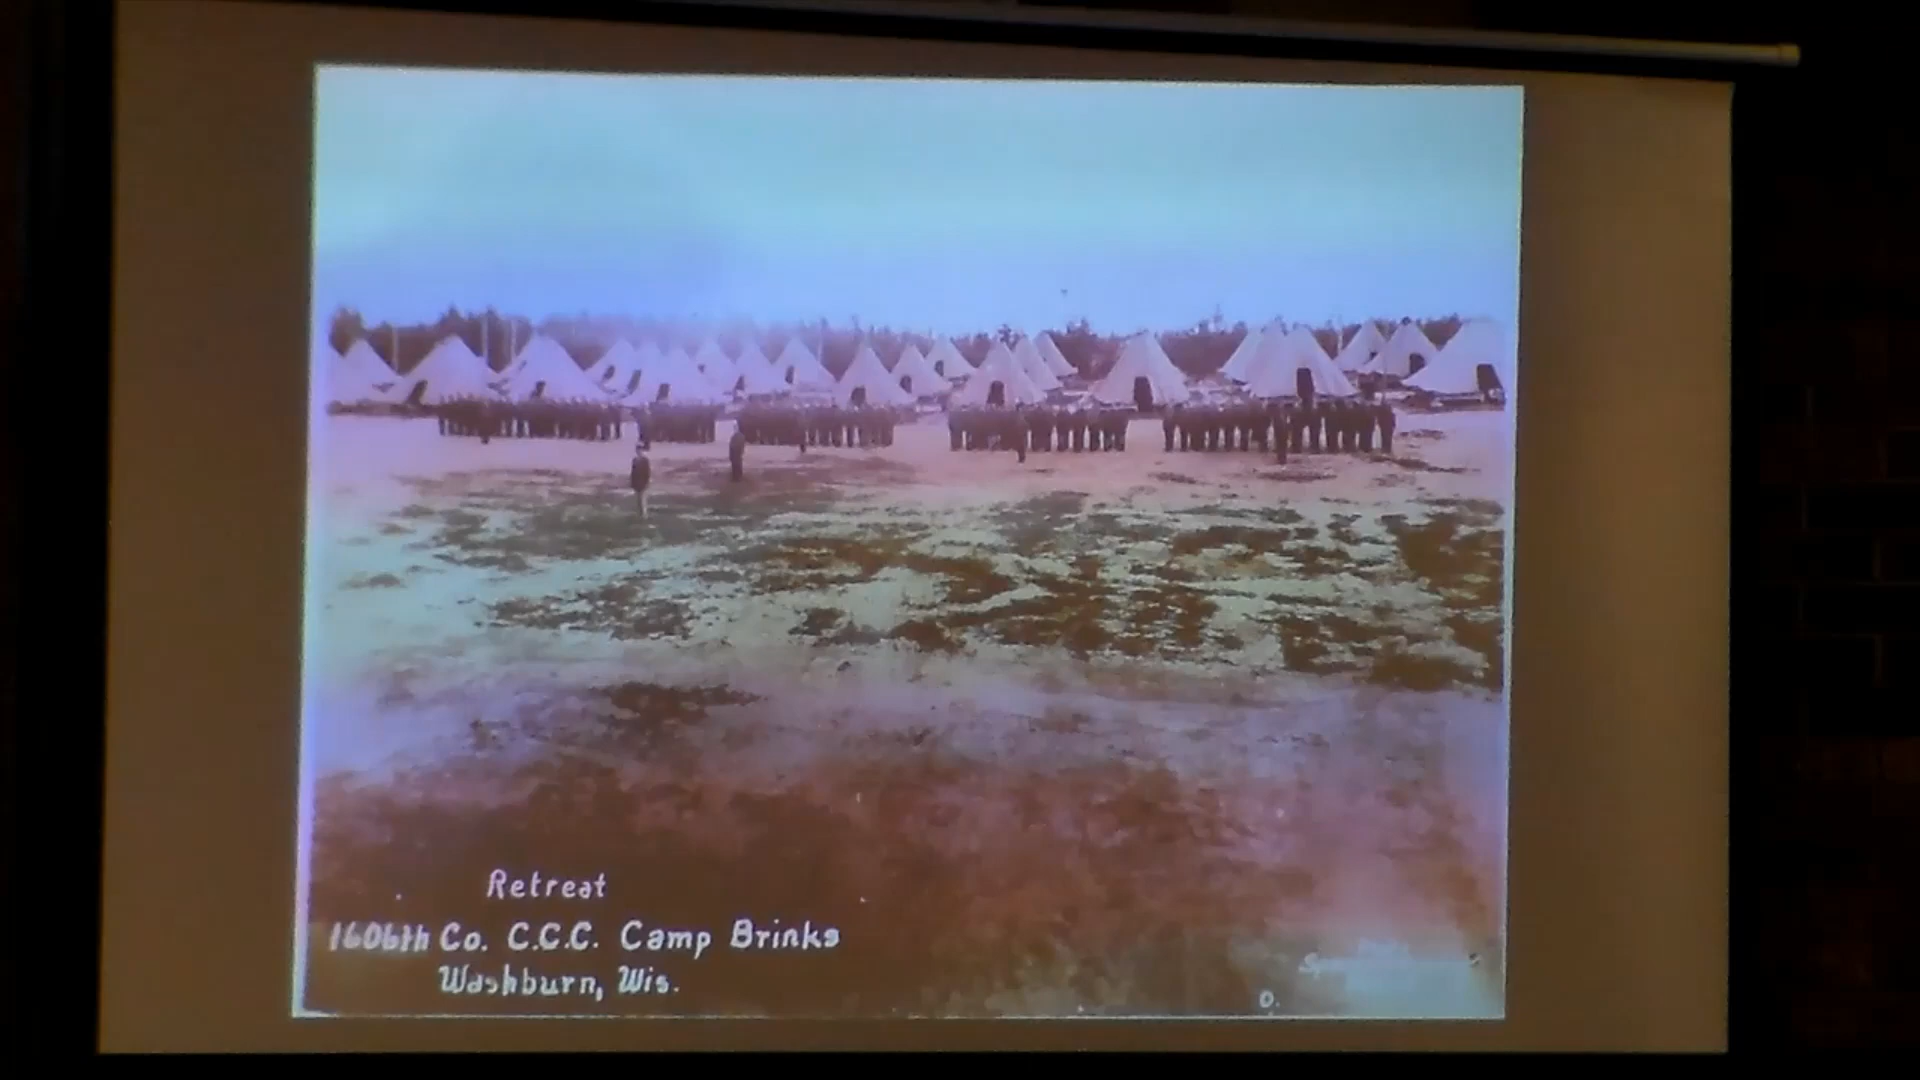 Retreat
1606th Co. C.C.C. Camp Brinks
Washburn, Wis.
O.